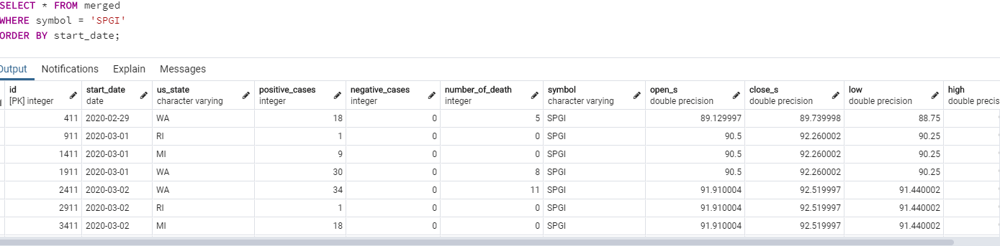 SELECT * FROM merged
WHERE symbol = 'SPGI'
ORDER BY start_date;
Output Notifications Explain Messages
id start_date us_state positive_cases negative_cases number_of_death symbol open_s close_s low high
[PK] integer date character varying integer integer integer character varying double precision double precision double precision double precis
411 2020-02-29 WA 18 0 5 SPGI 89.129997 89.739998 88.75
911 2020-03-01 RI 1 0 0 SPGI 90.5 92.260002 90.25
1411 2020-03-01 MI 9 0 0 SPGI 90.5 92.260002 90.25
1911 2020-03-01 WA 30 0 8 SPGI 90.5 92.260002 90.25
2411 2020-03-02 WA 34 0 11 SPGI 91.910004 92.519997 91.440002
2911 2020-03-02 RI 1 0 0 SPGI 91.910004 92.519997 91.440002
3411 2020-03-02 MI 18 0 0 SPGI 91.910004 92.519997 91.440002